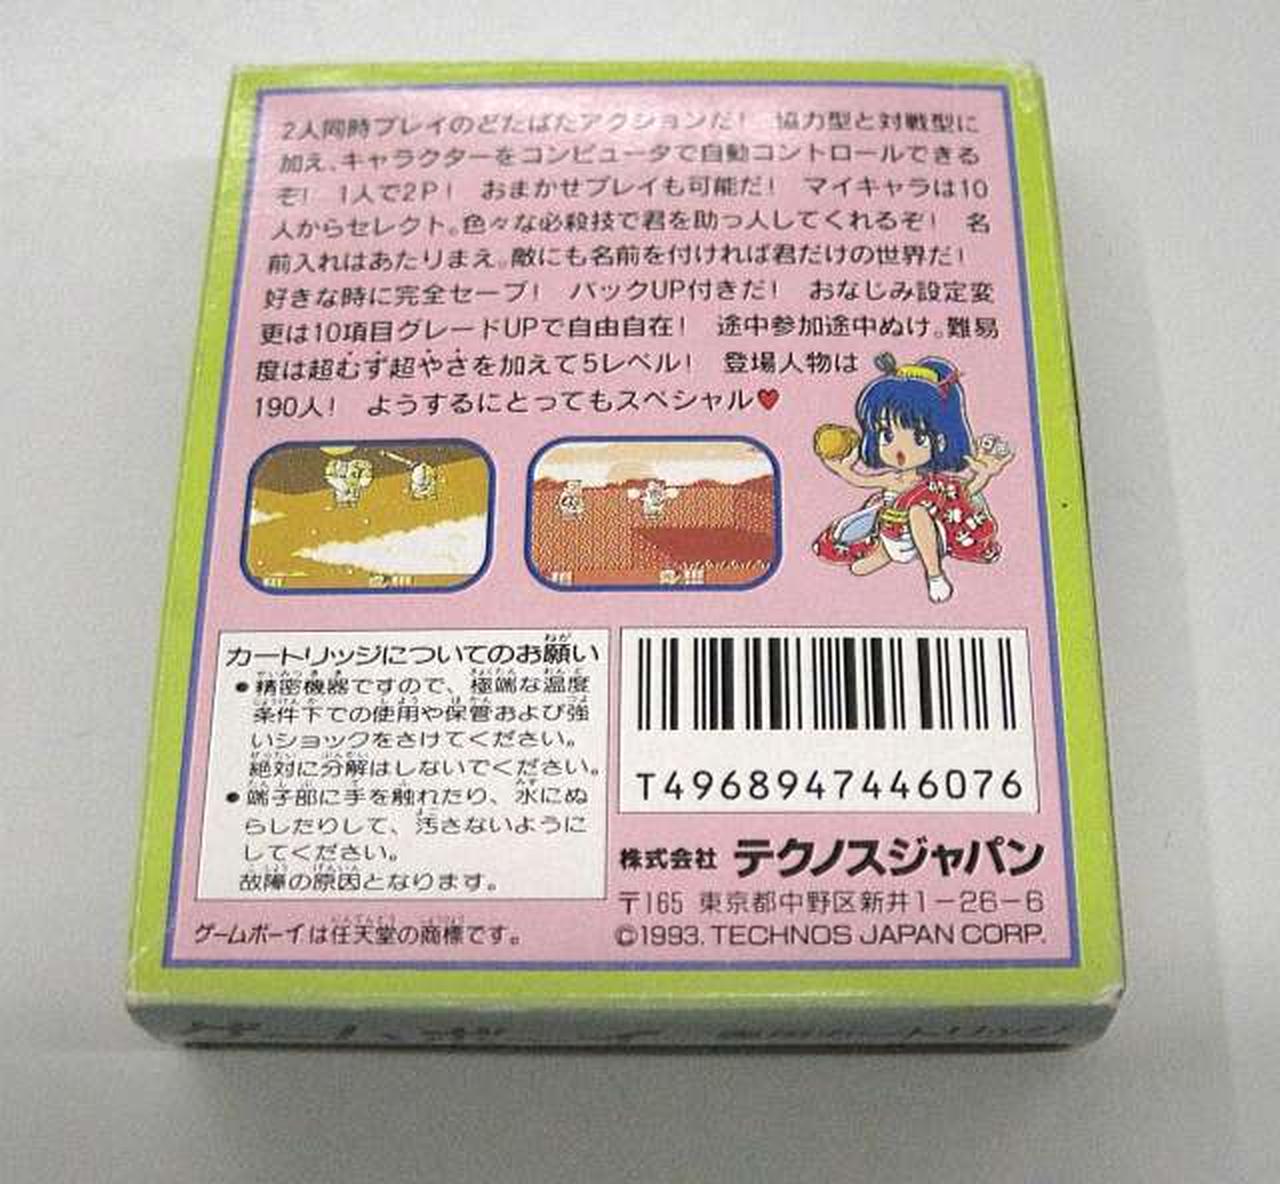 2人同時プレイのどたばたアクションだ！ 協力型と対戦型に
加え、キャラクターをコンピュータで自動コントロールできる
ぞ！ 1人で2P！ おまかせプレイも可能だ！ マイキャラは10
人からセレクト。色々な必殺技で君を助っ人してくれるぞ！ 名
前入れはあたりまえ。敵にも名前を付ければ君だけの世界だ！
好きな時に完全セーブ！ バックUP付きだ！ おなじみ設定変
更は10項目グレードUPで自由自在！ 途中参加途中ぬけ。難易
度は超むず超やさを加えて5レベル！ 登場人物は
190人！ ようするにとってもスペシャル♥
カートリッジについてのお願い
●精密機器ですので、極端な温度
条件下での使用や保管および強
いショックをさけてください。
絶対に分解はしないでください。
●端子部に手を触れたり、水にぬ
らしたりして、汚さないように
してください。
故障の原因となります。
ゲームボーイは任天堂の商標です。
T4968947446076
株式会社 テクノスジャパン
〒165 東京都中野区新井1-26-6
©1993. TECHNOS JAPAN CORP.